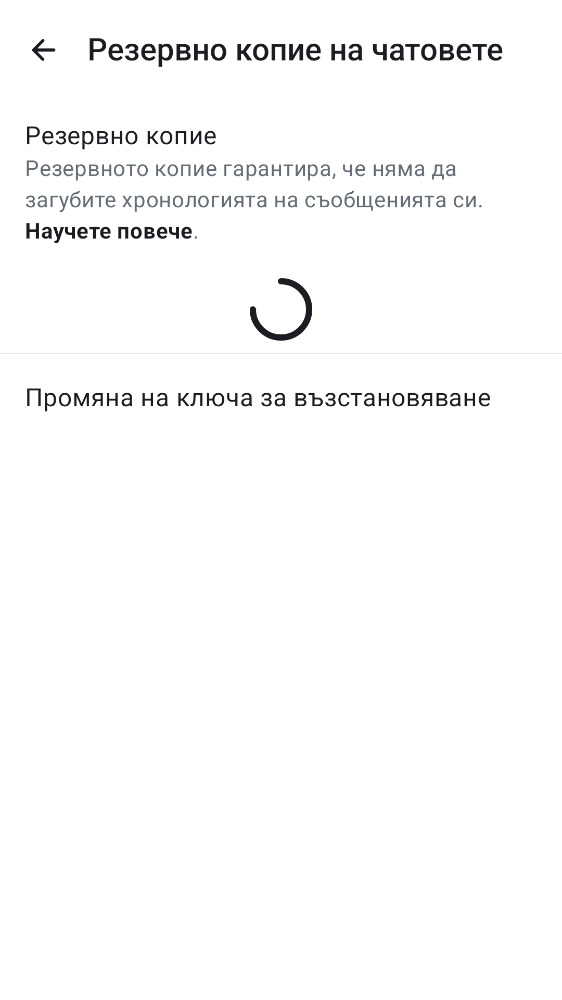 Резервно копие на чатовете
Резервно копие
Резервното копие гарантира, че няма да
загубите хронологията на съобщенията си.
Научете повече.
Промяна на ключа за възстановяване